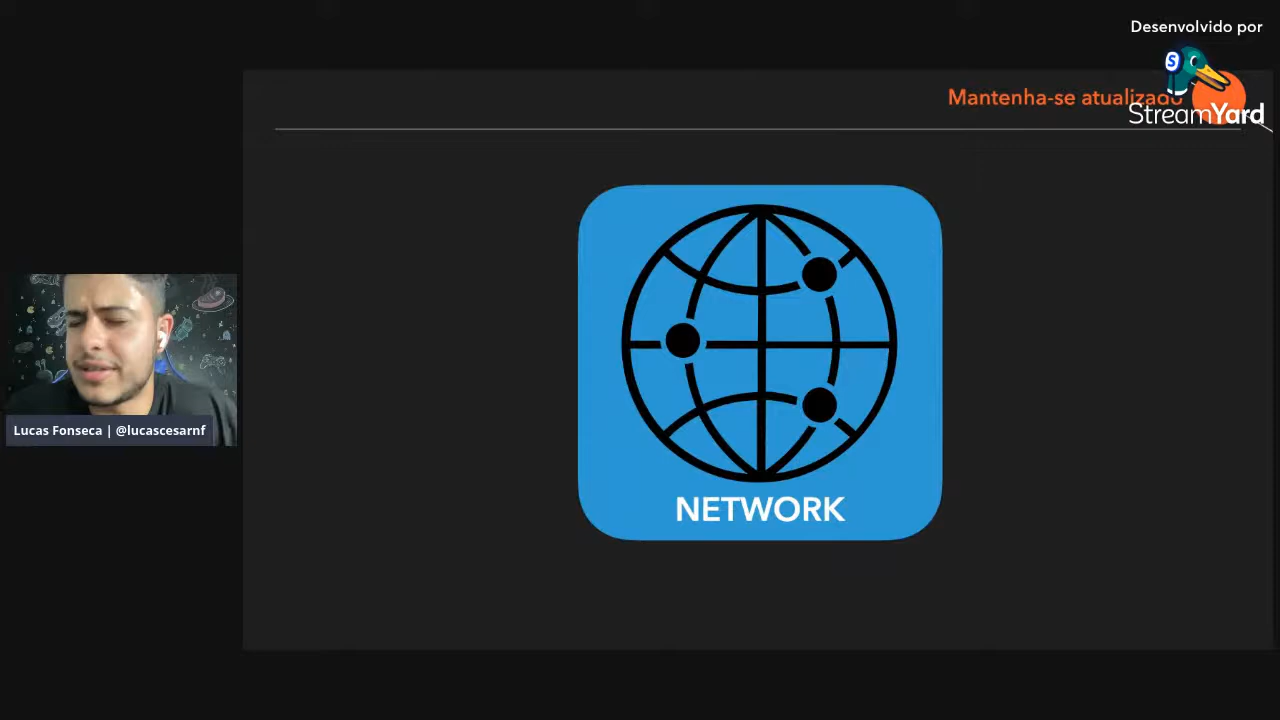 Desenvolvido por
Mantenha-se atualizado
S
StreamYard
NETWORK
Lucas Fonseca | @lucascesarnf